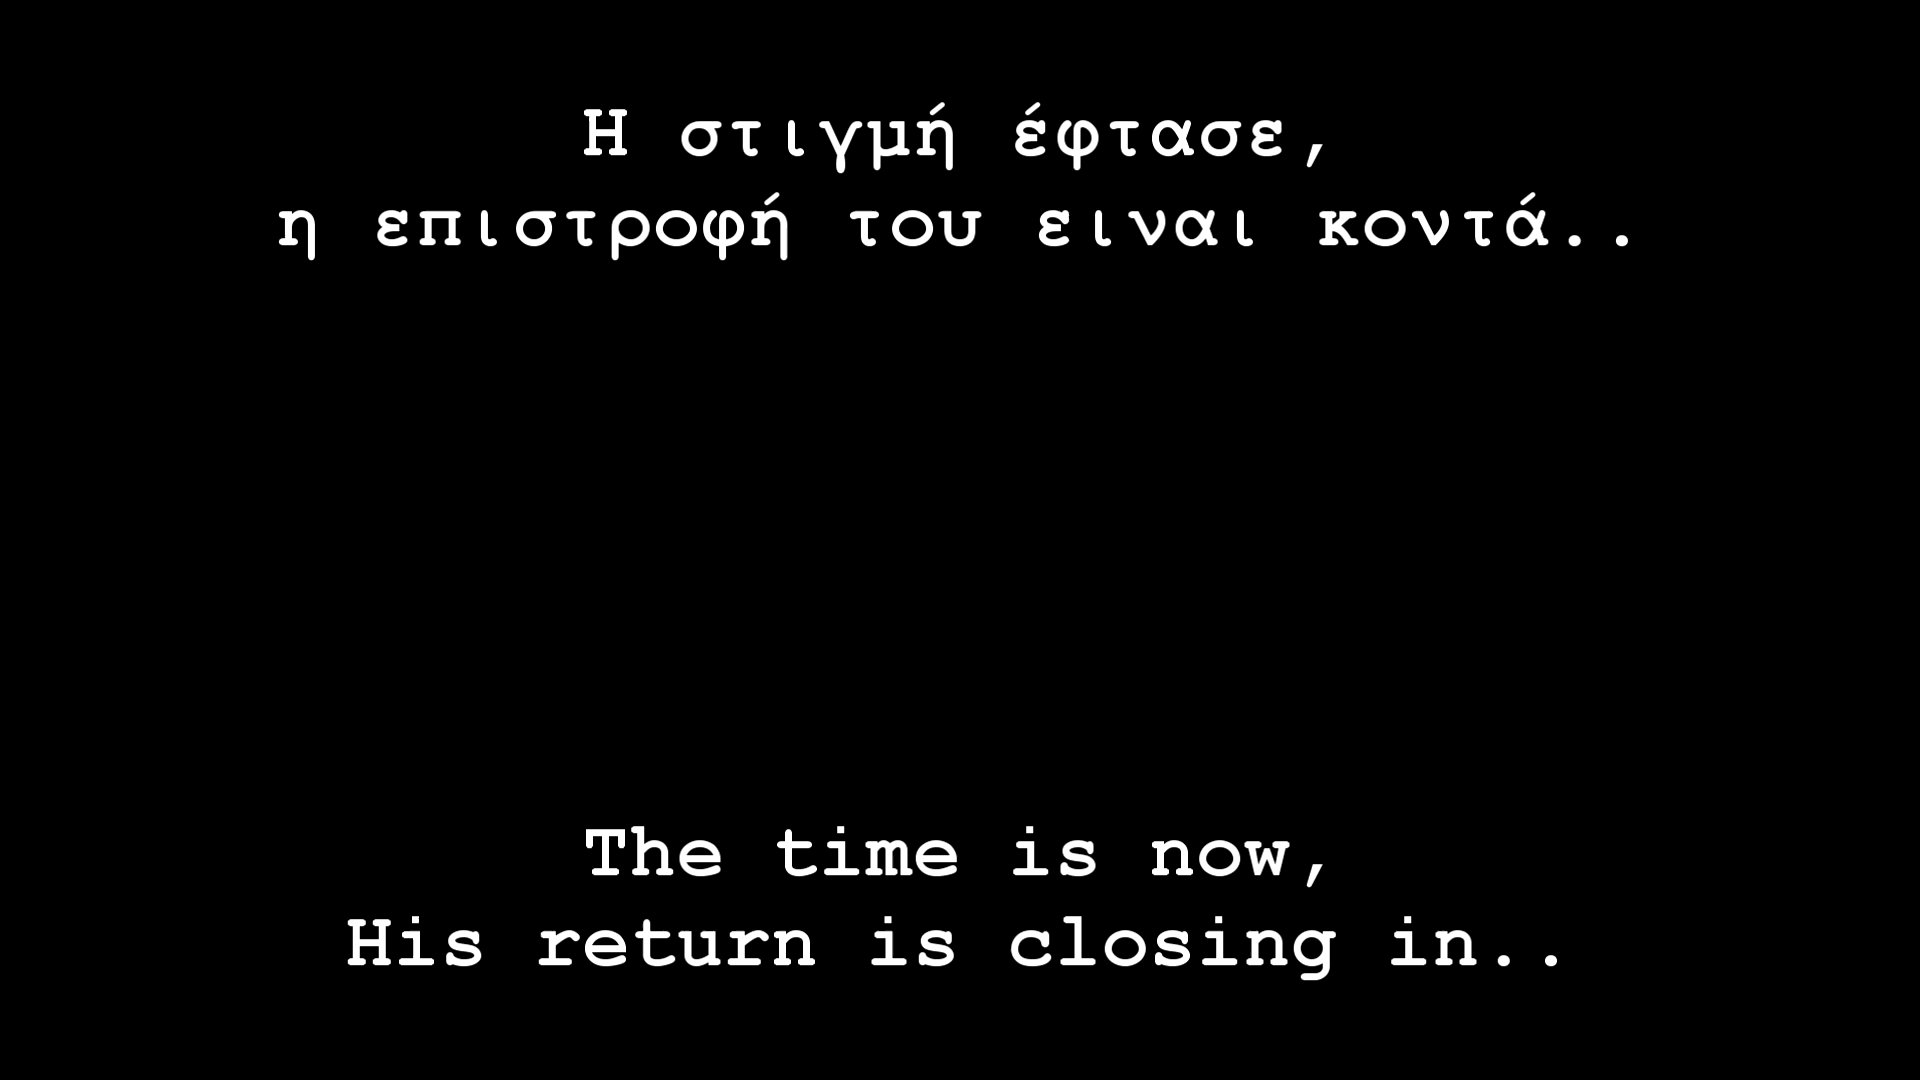 Η στιγμή έφτασε,
η επιστροφή του ειναι κοντά..
The time is now,
His return is closing in..